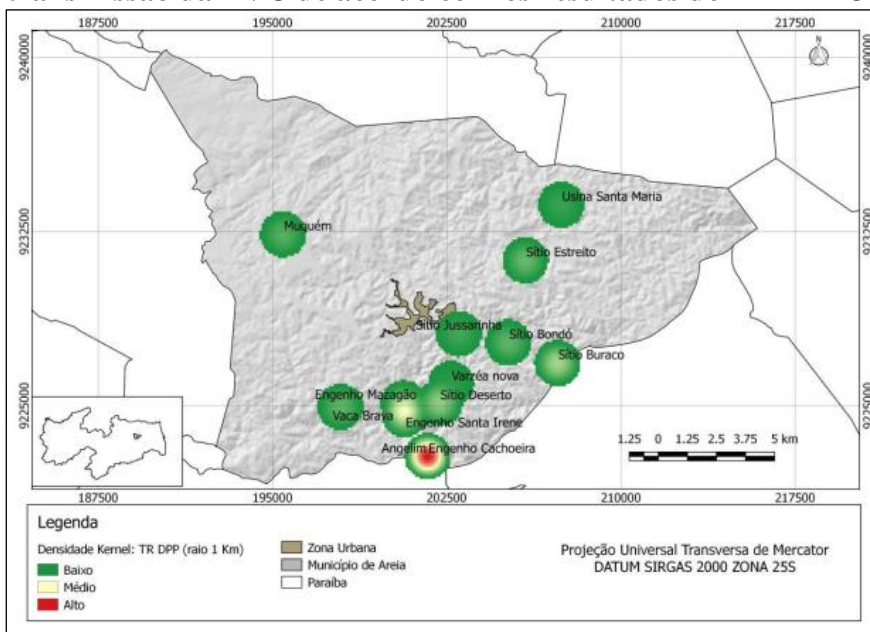 187500 195000 202500 210000 217500
9240000 9240000
Usina Santa Maria
Muquém
9232500 9232500
Sítio Estreito
Sítio Jussarinha
Sítio Bondó
Sítio Buraco
Varzéa nova
Engenho Mazagão
Sítio Deserto
9225000 9225000
Vaca Brava
Engenho Santa Irene
Angelim Engenho Cachoeira
1.25 0 1.25 2.5 3.75 5 km
187500 195000 202500 210000 217500
Legenda
Densidade Kernel: TR DPP (raio 1 Km)
Baixo
Médio
Alto
Zona Urbana
Município de Areia
Paraíba
Projeção Universal Transversa de Mercator
DATUM SIRGAS 2000 ZONA 25S